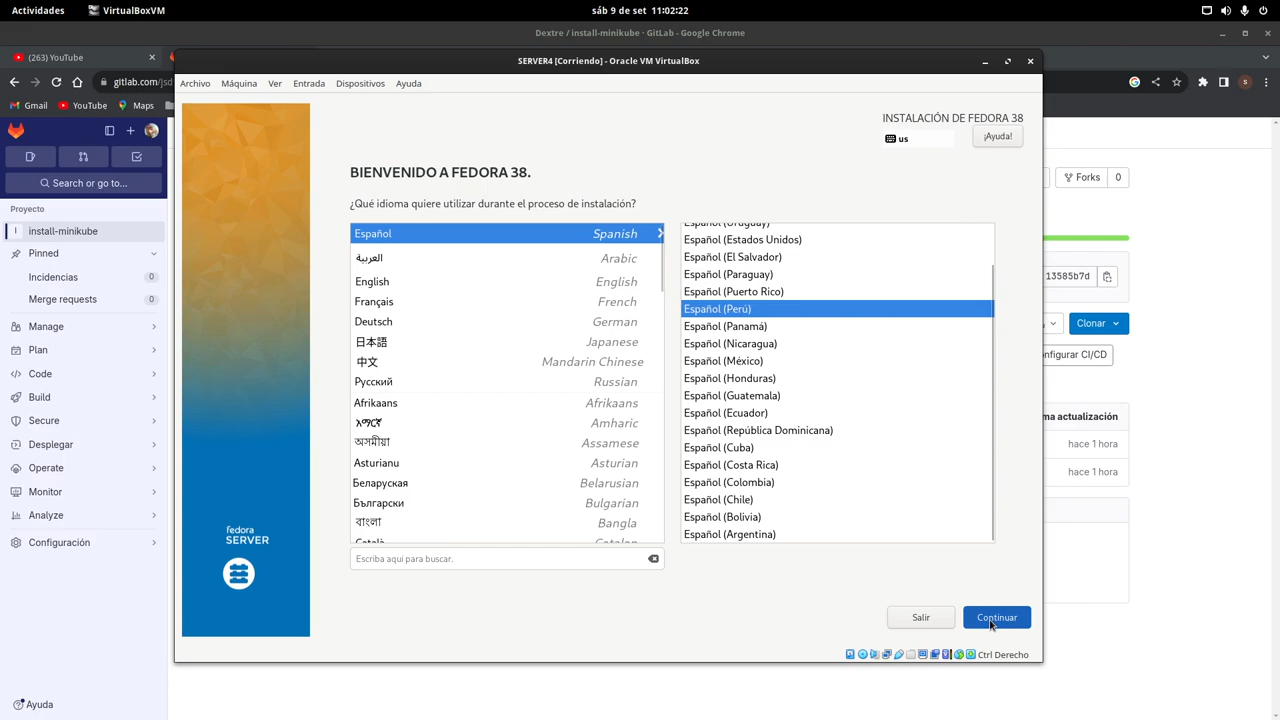 Actividades
VirtualBoxVM
sáb 9 de set 11:02:22
Dextre / install-minikube · GitLab - Google Chrome
(263) YouTube
SERVER4 [Corriendo] - Oracle VM VirtualBox
gitlab.com/jsd
Archivo Máquina Ver Entrada Dispositivos Ayuda
Gmail YouTube Maps
INSTALACIÓN DE FEDORA 38
us
¡Ayuda!
BIENVENIDO A FEDORA 38.
¿Qué idioma quiere utilizar durante el proceso de instalación?
Español Spanish
العربية Arabic
English English
Français French
Deutsch German
日本語 Japanese
中文 Mandarin Chinese
Русский Russian
Afrikaans Afrikaans
አማርኛ Amharic
অসমীয়া Assamese
Asturianu Asturian
Беларуская Belarusian
Български Bulgarian
বাংলা Bangla
Català Catalan
Escriba aquí para buscar.
Español (Uruguay)
Español (Estados Unidos)
Español (El Salvador)
Español (Paraguay)
Español (Puerto Rico)
Español (Perú)
Español (Panamá)
Español (Nicaragua)
Español (México)
Español (Honduras)
Español (Guatemala)
Español (Ecuador)
Español (República Dominicana)
Español (Cuba)
Español (Costa Rica)
Español (Colombia)
Español (Chile)
Español (Bolivia)
Español (Argentina)
fedora
SERVER
Salir
Continuar
Ctrl Derecho
Search or go to...
Proyecto
I install-minikube
Pinned
Incidencias 0
Merge requests 0
Manage
Plan
Code
Build
Secure
Desplegar
Operate
Monitor
Analyze
Configuración
Ayuda
S
Forks 0
13585b7d
Clonar
nfigurar CI/CD
ma actualización
hace 1 hora
hace 1 hora